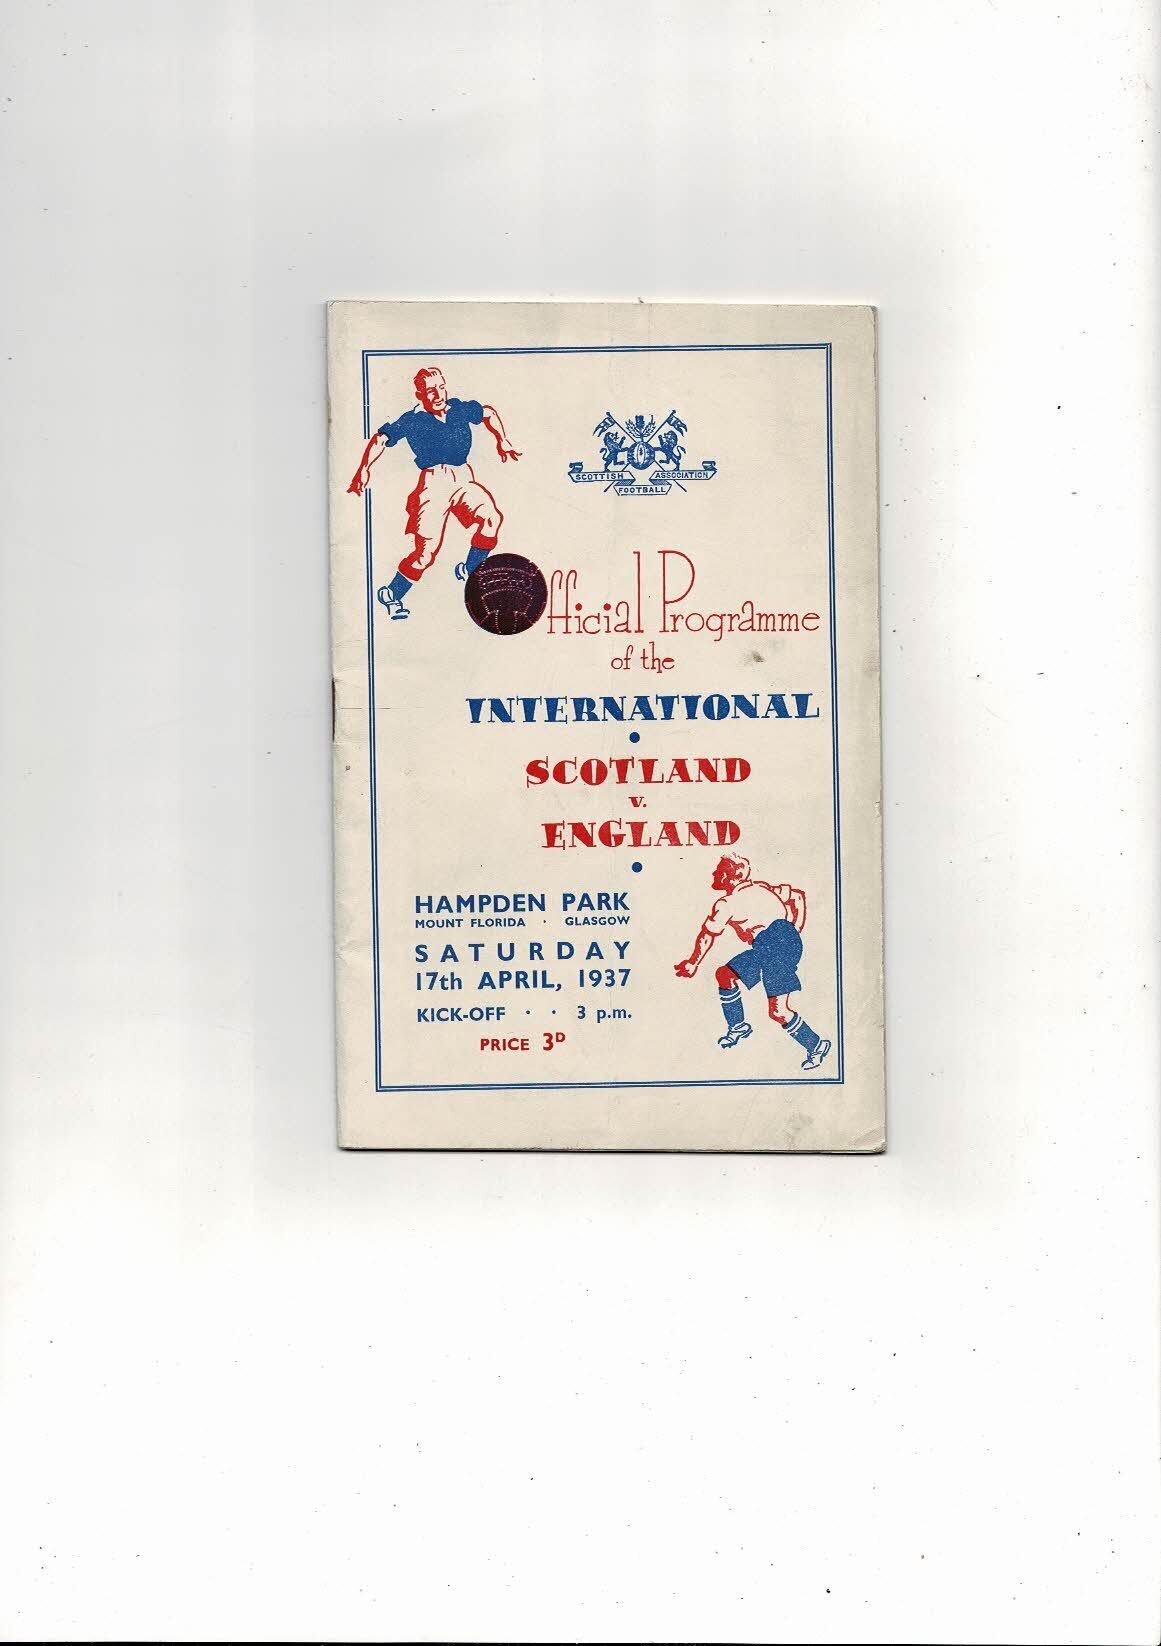 SCOTTISH ASSOCIATION
FOOTBALL
Official Programme
of the
INTERNATIONAL
SCOTLAND
v.
ENGLAND
HAMPDEN PARK
MOUNT FLORIDA · GLASGOW
SATURDAY
17th APRIL, 1937
KICK-OFF · · 3 p.m.
PRICE 3D